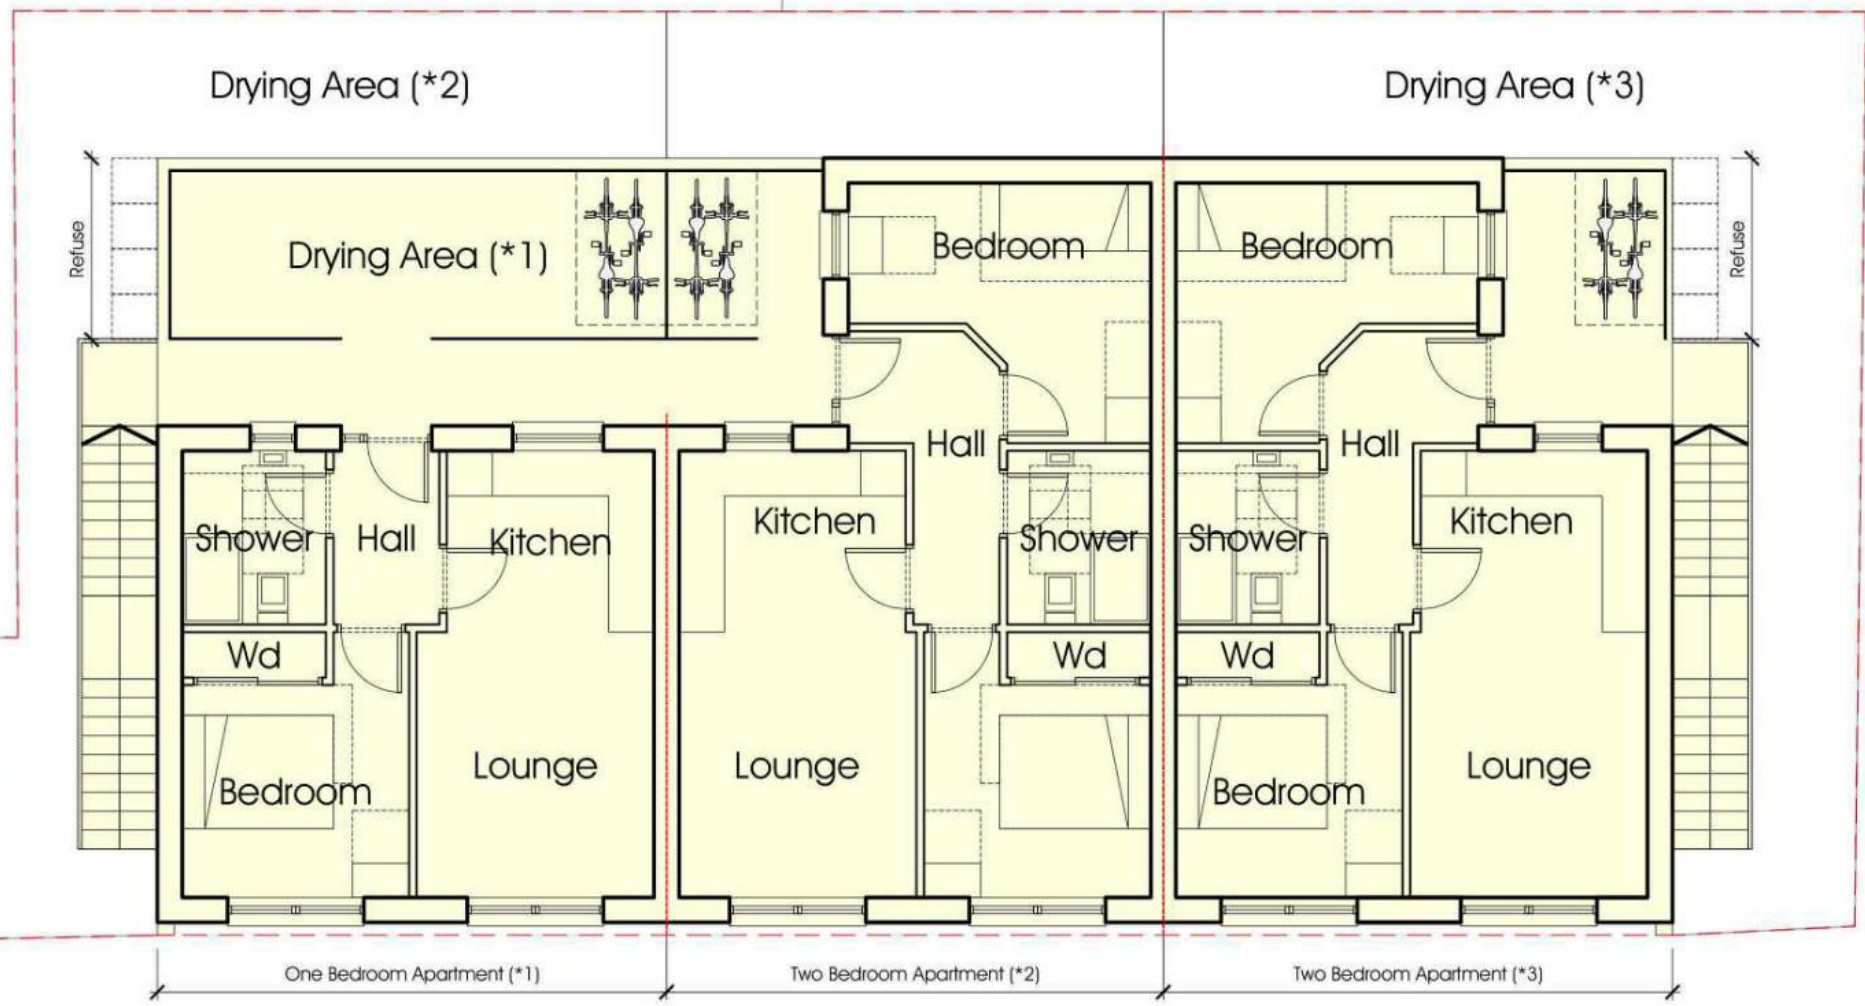 Drying Area (*2)
Drying Area (*3)
Refuse
Drying Area (*1)
Bedroom
Bedroom
Refuse
Hall
Hall
Shower
Hall
Kitchen
Kitchen
Shower
Shower
Kitchen
Wd
Wd
Wd
Bedroom
Lounge
Lounge
Bedroom
Lounge
One Bedroom Apartment (*1)
Two Bedroom Apartment (*2)
Two Bedroom Apartment (*3)